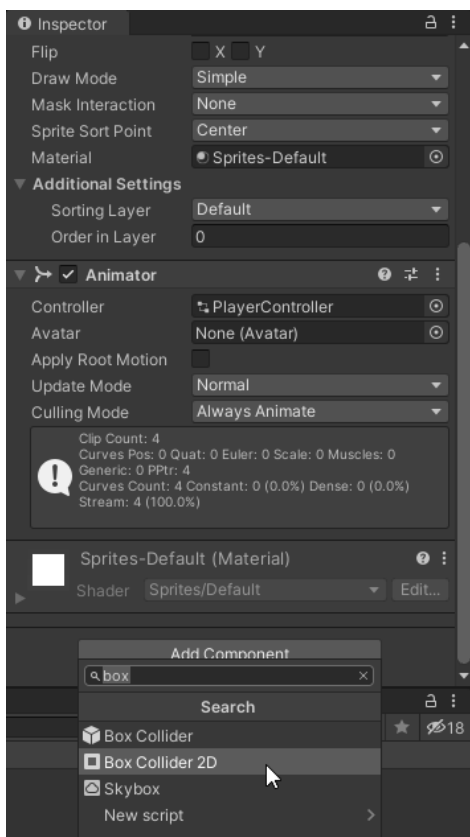 Inspector
Flip X Y
Draw Mode Simple
Mask Interaction None
Sprite Sort Point Center
Material Sprites-Default
Additional Settings
Sorting Layer Default
Order in Layer 0
Animator
Controller PlayerController
Avatar None (Avatar)
Apply Root Motion
Update Mode Normal
Culling Mode Always Animate
Clip Count: 4
Curves Pos: 0 Quat: 0 Euler: 0 Scale: 0 Muscles: 0
Generic: 0 PPtr: 4
Curves Count: 4 Constant: 0 (0.0%) Dense: 0 (0.0%)
Stream: 4 (100.0%)
Sprites-Default (Material)
Shader Sprites/Default Edit...
Add Component
box
Search
18
Box Collider
Box Collider 2D
Skybox
New script